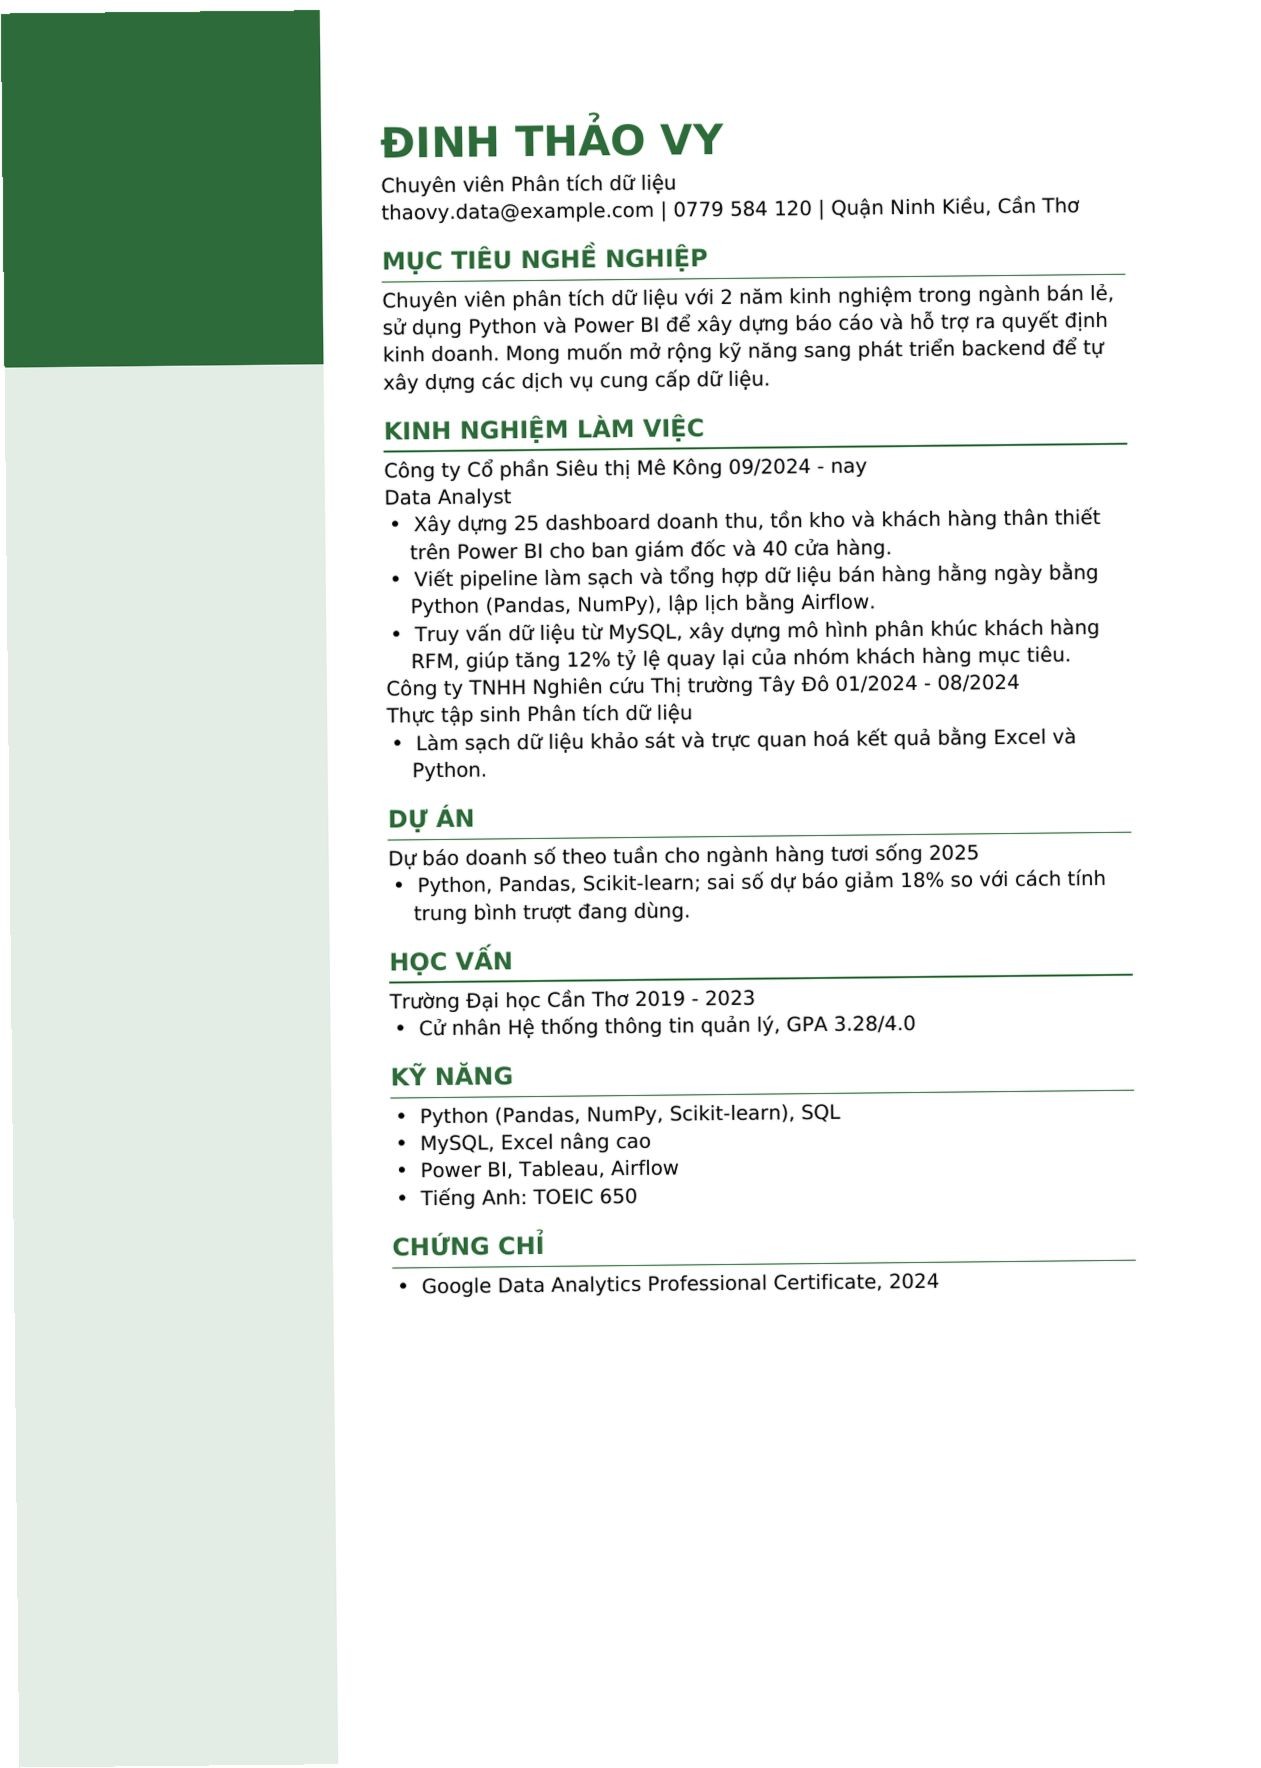 ĐINH THẢO VY
Chuyên viên Phân tích dữ liệu
thaovy.data@example.com | 0779 584 120 | Quận Ninh Kiều, Cần Thơ
MỤC TIÊU NGHỀ NGHIỆP
Chuyên viên phân tích dữ liệu với 2 năm kinh nghiệm trong ngành bán lẻ,
sử dụng Python và Power BI để xây dựng báo cáo và hỗ trợ ra quyết định
kinh doanh. Mong muốn mở rộng kỹ năng sang phát triển backend để tự
xây dựng các dịch vụ cung cấp dữ liệu.
KINH NGHIỆM LÀM VIỆC
Công ty Cổ phần Siêu thị Mê Kông 09/2024 - nay
Data Analyst
• Xây dựng 25 dashboard doanh thu, tồn kho và khách hàng thân thiết
trên Power BI cho ban giám đốc và 40 cửa hàng.
• Viết pipeline làm sạch và tổng hợp dữ liệu bán hàng hằng ngày bằng
Python (Pandas, NumPy), lập lịch bằng Airflow.
• Truy vấn dữ liệu từ MySQL, xây dựng mô hình phân khúc khách hàng
RFM, giúp tăng 12% tỷ lệ quay lại của nhóm khách hàng mục tiêu.
Công ty TNHH Nghiên cứu Thị trường Tây Đô 01/2024 - 08/2024
Thực tập sinh Phân tích dữ liệu
• Làm sạch dữ liệu khảo sát và trực quan hoá kết quả bằng Excel và
Python.
DỰ ÁN
Dự báo doanh số theo tuần cho ngành hàng tươi sống 2025
• Python, Pandas, Scikit-learn; sai số dự báo giảm 18% so với cách tính
trung bình trượt đang dùng.
HỌC VẤN
Trường Đại học Cần Thơ 2019 - 2023
• Cử nhân Hệ thống thông tin quản lý, GPA 3.28/4.0
KỸ NĂNG
• Python (Pandas, NumPy, Scikit-learn), SQL
• MySQL, Excel nâng cao
• Power BI, Tableau, Airflow
• Tiếng Anh: TOEIC 650
CHỨNG CHỈ
• Google Data Analytics Professional Certificate, 2024